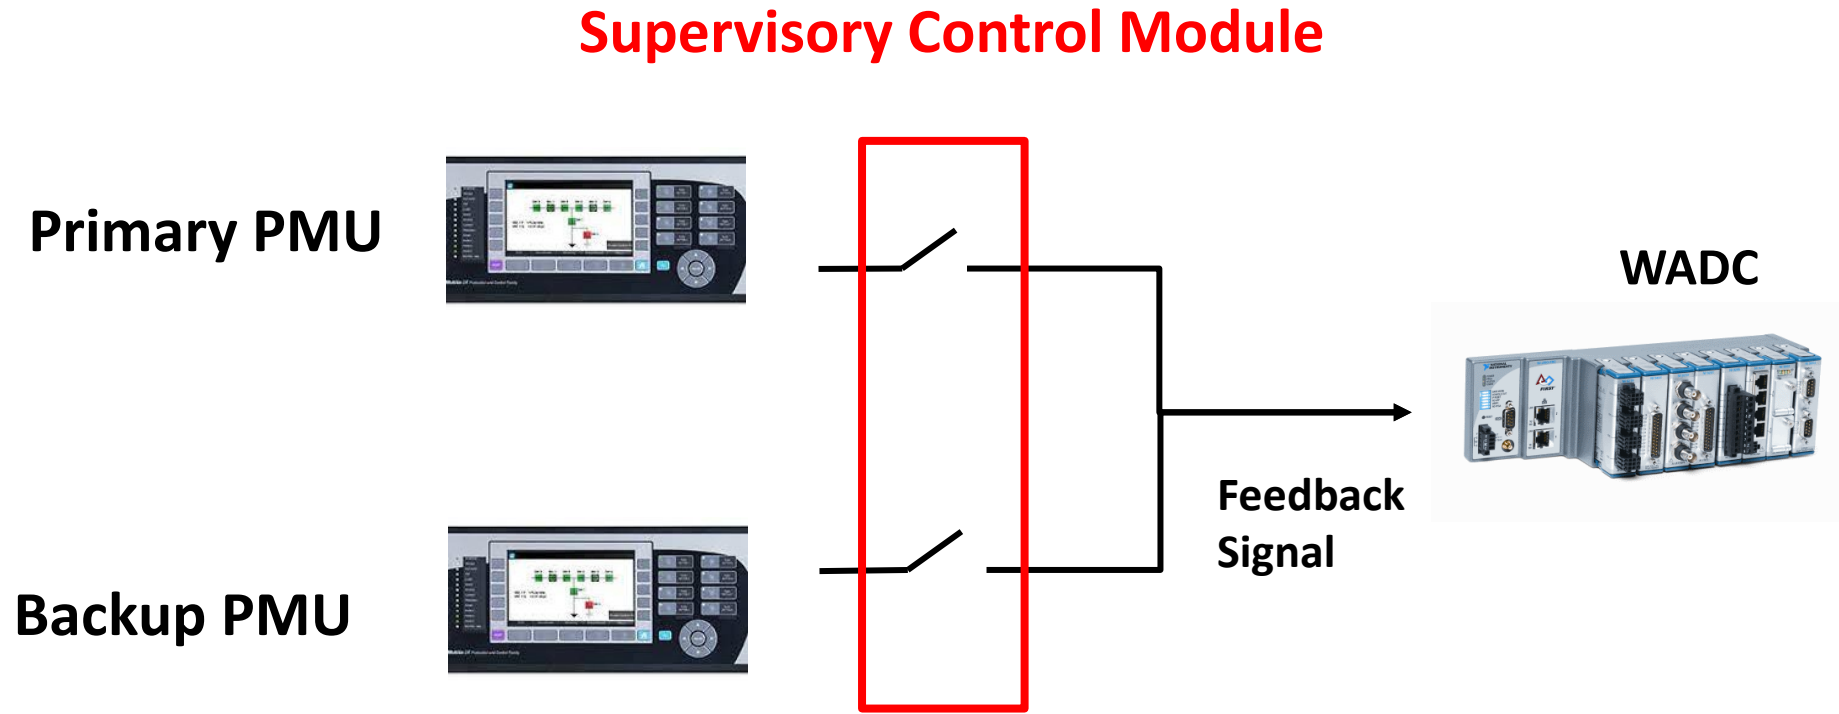 Supervisory Control Module
Primary PMU
WADC
Feedback
Signal
Backup PMU